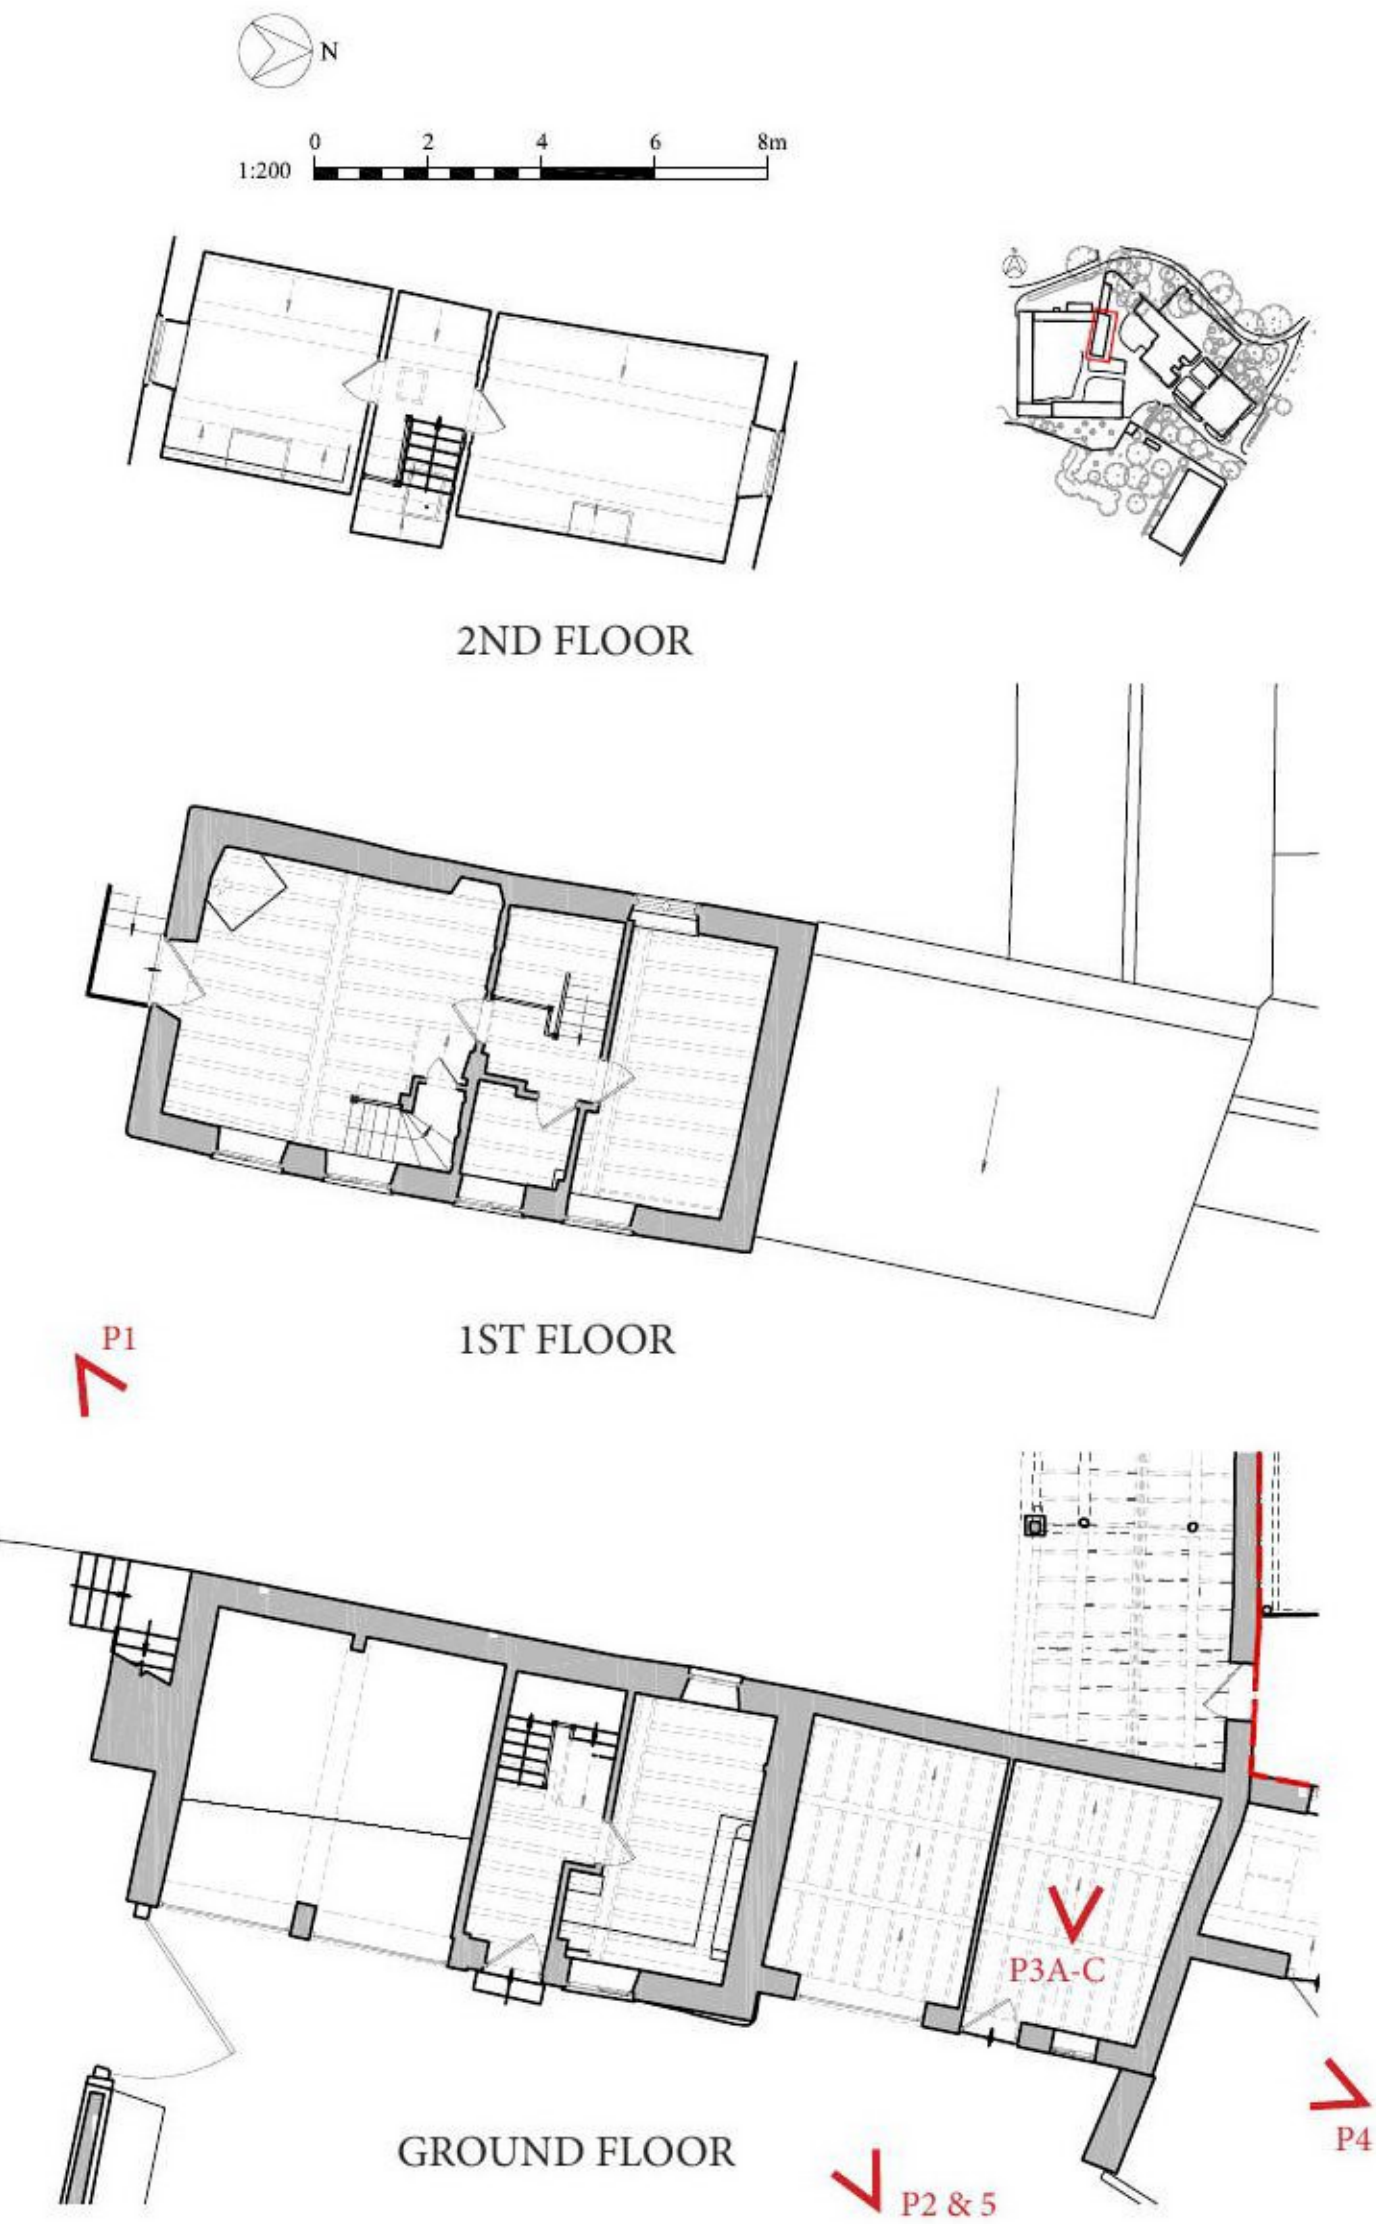 N
0 2 4 6 8m
1:200
N
2ND FLOOR
P1
1ST FLOOR
P3A-C
GROUND FLOOR
P4
P2 & 5